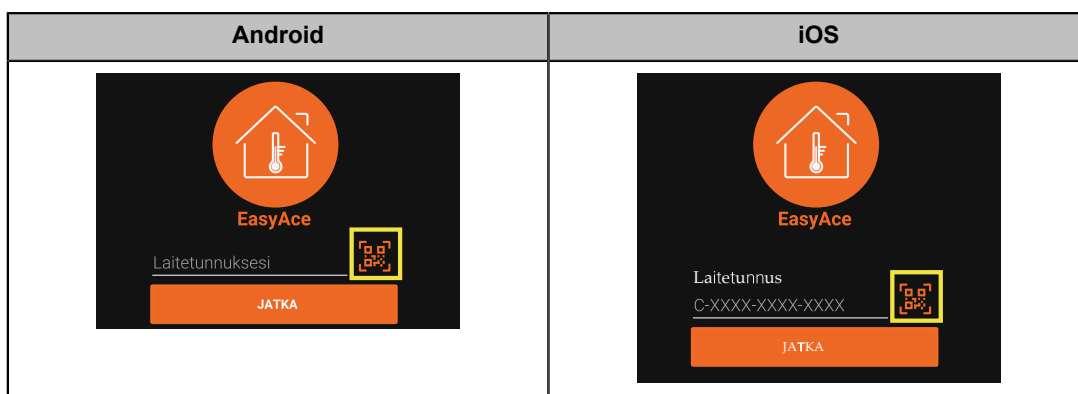 Android
iOS
EasyAce
Laitetunnuksesi
JATKA
EasyAce
Laitetunnus
C-XXXX-XXXX-XXXX
JATKA